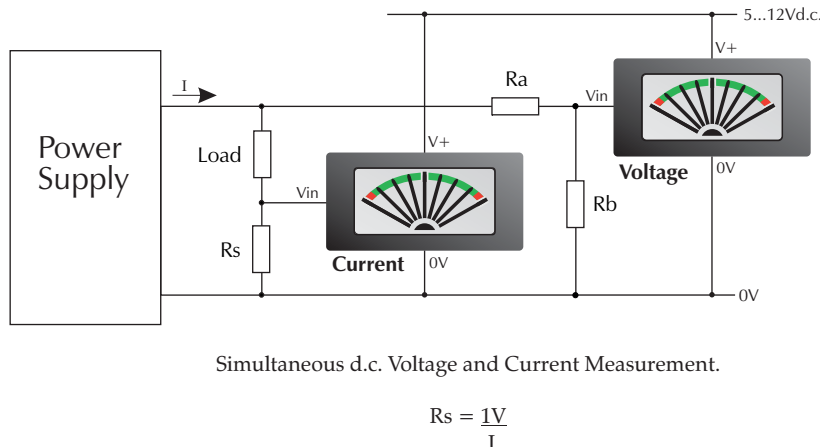 5...12Vd.c.
V+
I
Ra
Vin
Power
Supply
V+
Load
Voltage
0V
Vin
Rb
Rs
Current
0V
0V
Simultaneous d.c. Voltage and Current Measurement.
Rs = 1V
I